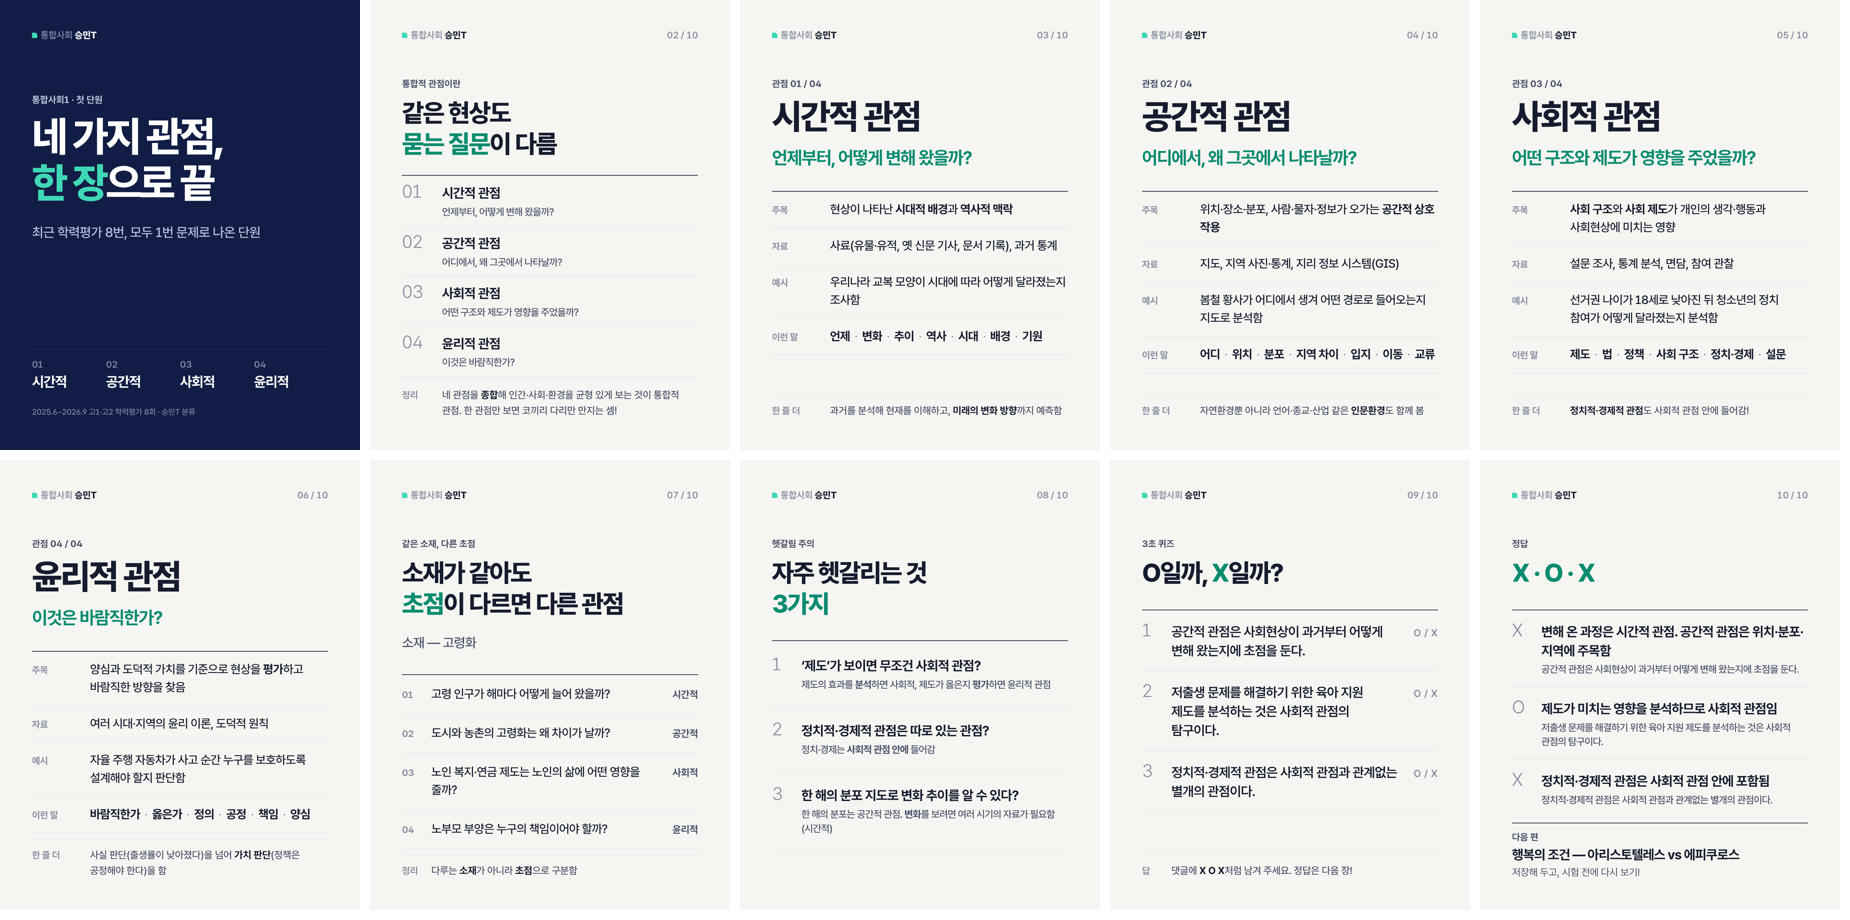 통합사회 승민T
통합사회1 · 첫 단원
네 가지 관점,
한 장으로 끝
최근 학력평가 8번, 모두 1번 문제로 나온 단원
01 02 03 04
시간적 공간적 사회적 윤리적
2025.6–2026.9 고1·고2 학력평가 8회 · 승민T 분류
통합사회 승민T 02 / 10
통합적 관점이란
같은 현상도
묻는 질문이 다름
01 시간적 관점
언제부터, 어떻게 변해 왔을까?
02 공간적 관점
어디에서, 왜 그곳에서 나타날까?
03 사회적 관점
어떤 구조와 제도가 영향을 주었을까?
04 윤리적 관점
이것은 바람직한가?
정리 네 관점을 종합해 인간·사회·환경을 균형 있게 보는 것이 통합적
관점. 한 관점만 보면 코끼리 다리만 만지는 셈!
통합사회 승민T 03 / 10
관점 01 / 04
시간적 관점
언제부터, 어떻게 변해 왔을까?
주목 현상이 나타난 시대적 배경과 역사적 맥락
자료 사료(유물·유적, 옛 신문 기사, 문서 기록), 과거 통계
예시 우리나라 교복 모양이 시대에 따라 어떻게 달라졌는지
조사함
이런 말 언제 · 변화 · 추이 · 역사 · 시대 · 배경 · 기원
한 줄 더 과거를 분석해 현재를 이해하고, 미래의 변화 방향까지 예측함
통합사회 승민T 04 / 10
관점 02 / 04
공간적 관점
어디에서, 왜 그곳에서 나타날까?
주목 위치·장소·분포, 사람·물자·정보가 오가는 공간적 상호
작용
자료 지도, 지역 사진·통계, 지리 정보 시스템(GIS)
예시 봄철 황사가 어디에서 생겨 어떤 경로로 들어오는지
지도로 분석함
이런 말 어디 · 위치 · 분포 · 지역 차이 · 입지 · 이동 · 교류
한 줄 더 자연환경뿐 아니라 언어·종교·산업 같은 인문환경도 함께 봄
통합사회 승민T 05 / 10
관점 03 / 04
사회적 관점
어떤 구조와 제도가 영향을 주었을까?
주목 사회 구조와 사회 제도가 개인의 생각·행동과
사회현상에 미치는 영향
자료 설문 조사, 통계 분석, 면담, 참여 관찰
예시 선거권 나이가 18세로 낮아진 뒤 청소년의 정치
참여가 어떻게 달라졌는지 분석함
이런 말 제도 · 법 · 정책 · 사회 구조 · 정치·경제 · 설문
한 줄 더 정치적·경제적 관점도 사회적 관점 안에 들어감!
통합사회 승민T 06 / 10
관점 04 / 04
윤리적 관점
이것은 바람직한가?
주목 양심과 도덕적 가치를 기준으로 현상을 평가하고
바람직한 방향을 찾음
자료 여러 시대·지역의 윤리 이론, 도덕적 원칙
예시 자율 주행 자동차가 사고 순간 누구를 보호하도록
설계해야 할지 판단함
이런 말 바람직한가 · 옳은가 · 정의 · 공정 · 책임 · 양심
한 줄 더 사실 판단(출생률이 낮아졌다)을 넘어 가치 판단(정책은
공정해야 한다)을 함
통합사회 승민T 07 / 10
같은 소재, 다른 초점
소재가 같아도
초점이 다르면 다른 관점
소재 — 고령화
01 고령 인구가 해마다 어떻게 늘어 왔을까? 시간적
02 도시와 농촌의 고령화는 왜 차이가 날까? 공간적
03 노인 복지·연금 제도는 노인의 삶에 어떤 영향을 사회적
줄까?
04 노부모 부양은 누구의 책임이어야 할까? 윤리적
정리 다루는 소재가 아니라 초점으로 구분함
통합사회 승민T 08 / 10
헷갈림 주의
자주 헷갈리는 것
3가지
1 ‘제도’가 보이면 무조건 사회적 관점?
제도의 효과를 분석하면 사회적, 제도가 옳은지 평가하면 윤리적 관점
2 정치적·경제적 관점은 따로 있는 관점?
정치·경제는 사회적 관점 안에 들어감
3 한 해의 분포 지도로 변화 추이를 알 수 있다?
한 해의 분포는 공간적 관점. 변화를 보려면 여러 시기의 자료가 필요함
(시간적)
통합사회 승민T 09 / 10
3초 퀴즈
O일까, X일까?
1 공간적 관점은 사회현상이 과거부터 어떻게 O / X
변해 왔는지에 초점을 둔다.
2 저출생 문제를 해결하기 위한 육아 지원 O / X
제도를 분석하는 것은 사회적 관점의
탐구이다.
3 정치적·경제적 관점은 사회적 관점과 관계없는 O / X
별개의 관점이다.
답 댓글에 X O X처럼 남겨 주세요. 정답은 다음 장!
통합사회 승민T 10 / 10
정답
X · O · X
X 변해 온 과정은 시간적 관점. 공간적 관점은 위치·분포·
지역에 주목함
공간적 관점은 사회현상이 과거부터 어떻게 변해 왔는지에 초점을 둔다.
O 제도가 미치는 영향을 분석하므로 사회적 관점임
저출생 문제를 해결하기 위한 육아 지원 제도를 분석하는 것은 사회적
관점의 탐구이다.
X 정치적·경제적 관점은 사회적 관점 안에 포함됨
정치적·경제적 관점은 사회적 관점과 관계없는 별개의 관점이다.
다음 편
행복의 조건 — 아리스토텔레스 vs 에피쿠로스
저장해 두고, 시험 전에 다시 보기!